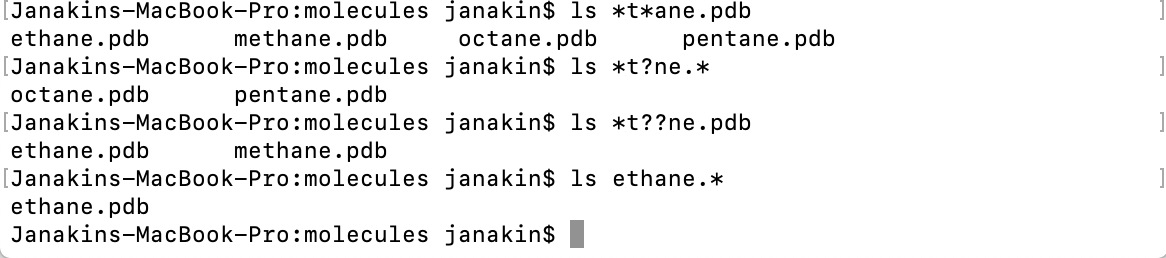 [Janakins-MacBook-Pro:molecules janakin$ ls *t*ane.pdb ]
ethane.pdb methane.pdb octane.pdb pentane.pdb
[Janakins-MacBook-Pro:molecules janakin$ ls *t?ne.* ]
octane.pdb pentane.pdb
[Janakins-MacBook-Pro:molecules janakin$ ls *t??ne.pdb ]
ethane.pdb methane.pdb
[Janakins-MacBook-Pro:molecules janakin$ ls ethane.* ]
ethane.pdb
Janakins-MacBook-Pro:molecules janakin$